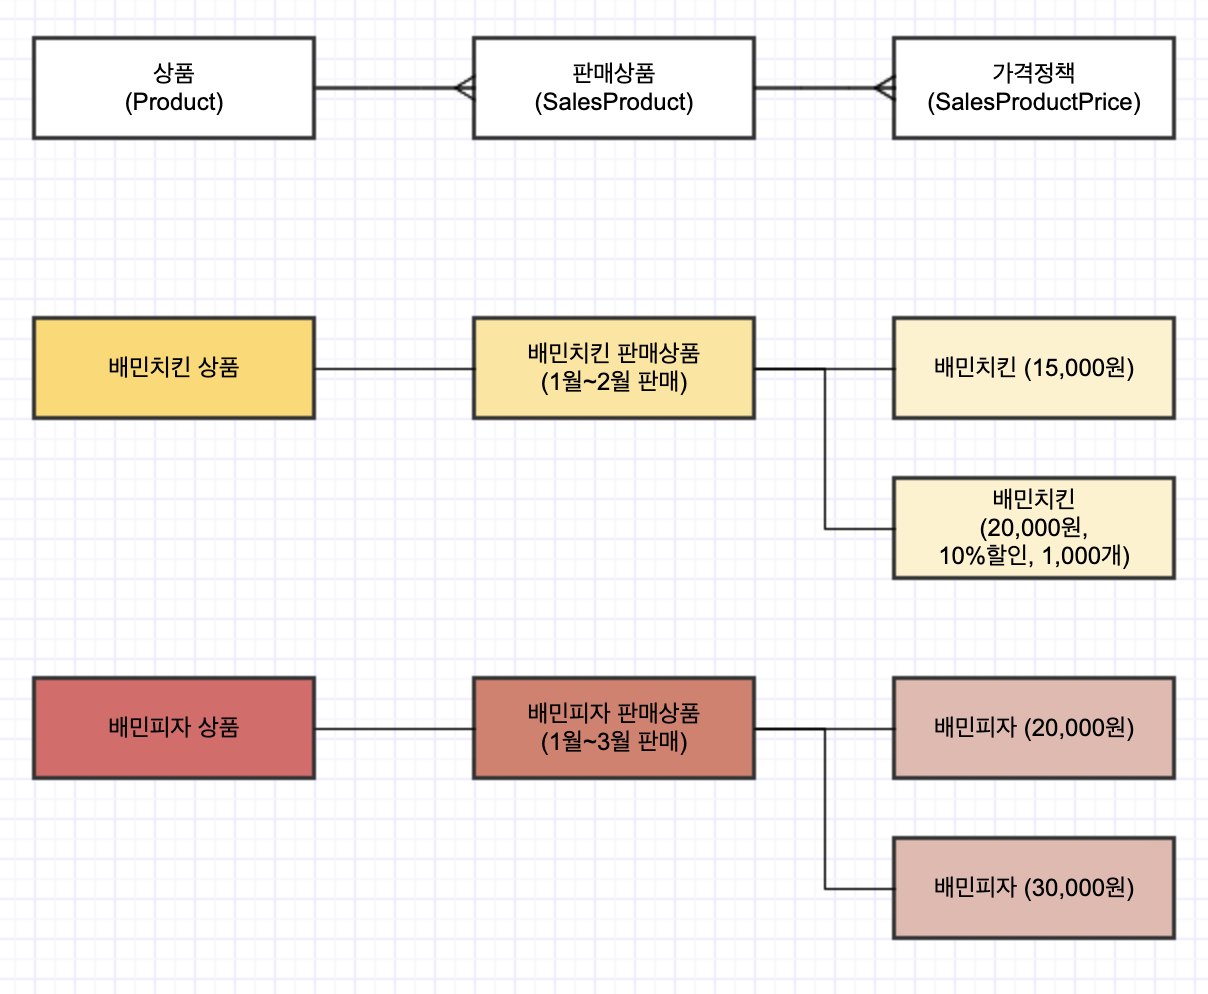 상품
(Product)
판매상품
(SalesProduct)
가격정책
(SalesProductPrice)
배민치킨 상품
배민치킨 판매상품
(1월~2월 판매)
배민치킨 (15,000원)
배민치킨
(20,000원,
10%할인, 1,000개)
배민피자 상품
배민피자 판매상품
(1월~3월 판매)
배민피자 (20,000원)
배민피자 (30,000원)